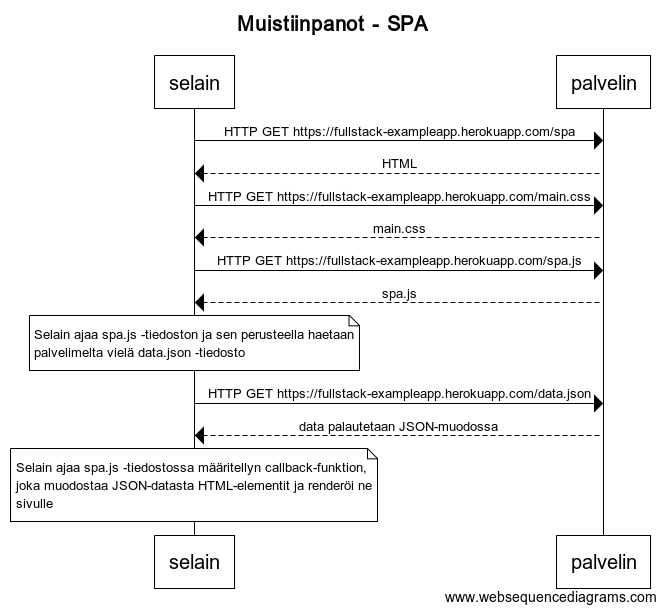 Muistiinpanot - SPA
selain
palvelin
HTTP GET https://fullstack-exampleapp.herokuapp.com/spa
HTML
HTTP GET https://fullstack-exampleapp.herokuapp.com/main.css
main.css
HTTP GET https://fullstack-exampleapp.herokuapp.com/spa.js
spa.js
Selain ajaa spa.js -tiedoston ja sen perusteella haetaan
palvelimelta vielä data.json -tiedosto
HTTP GET https://fullstack-exampleapp.herokuapp.com/data.json
data palautetaan JSON-muodossa
Selain ajaa spa.js -tiedostossa määritellyn callback-funktion,
joka muodostaa JSON-datasta HTML-elementit ja renderöi ne
sivulle
selain
palvelin
www.websequencediagrams.com